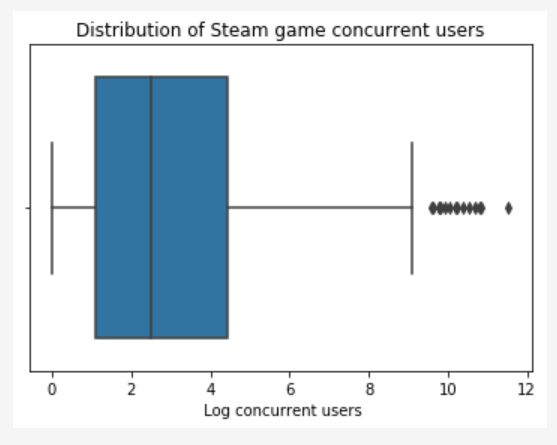 Distribution of Steam game concurrent users
0 2 4 6 8 10 12
Log concurrent users